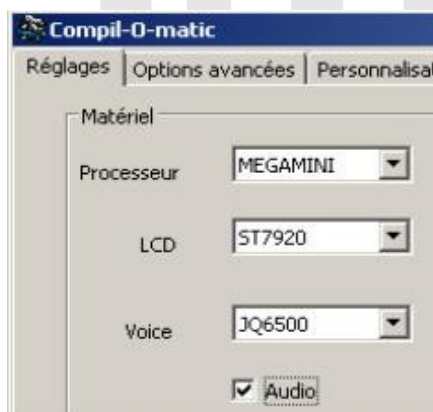 Compil-O-matic
Réglages Options avancées
Matériel
Processeur MEGAMINI
LCD ST7920
Voice JQ6500
Audio